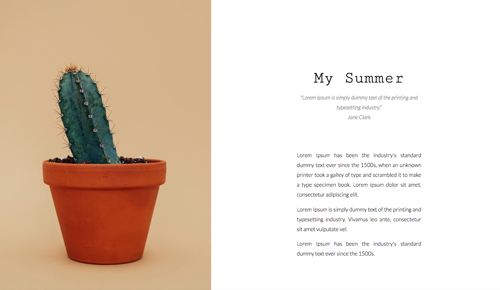 My Summer
"Lorem Ipsum is simply dummy text of the printing and
typesetting industry."
Jane Clark
Lorem Ipsum has been the industry's standard
dummy text ever since the 1500s, when an unknown
printer took a galley of type and scrambled it to make
a type specimen book. Lorem ipsum dolor sit amet,
consectetur adipiscing elit.
Lorem Ipsum is simply dummy text of the printing and
typesetting industry. Vivamus leo ante, consectetur
sit amet vulputate vel.
Lorem Ipsum has been the industry's standard
dummy text ever since the 1500s.